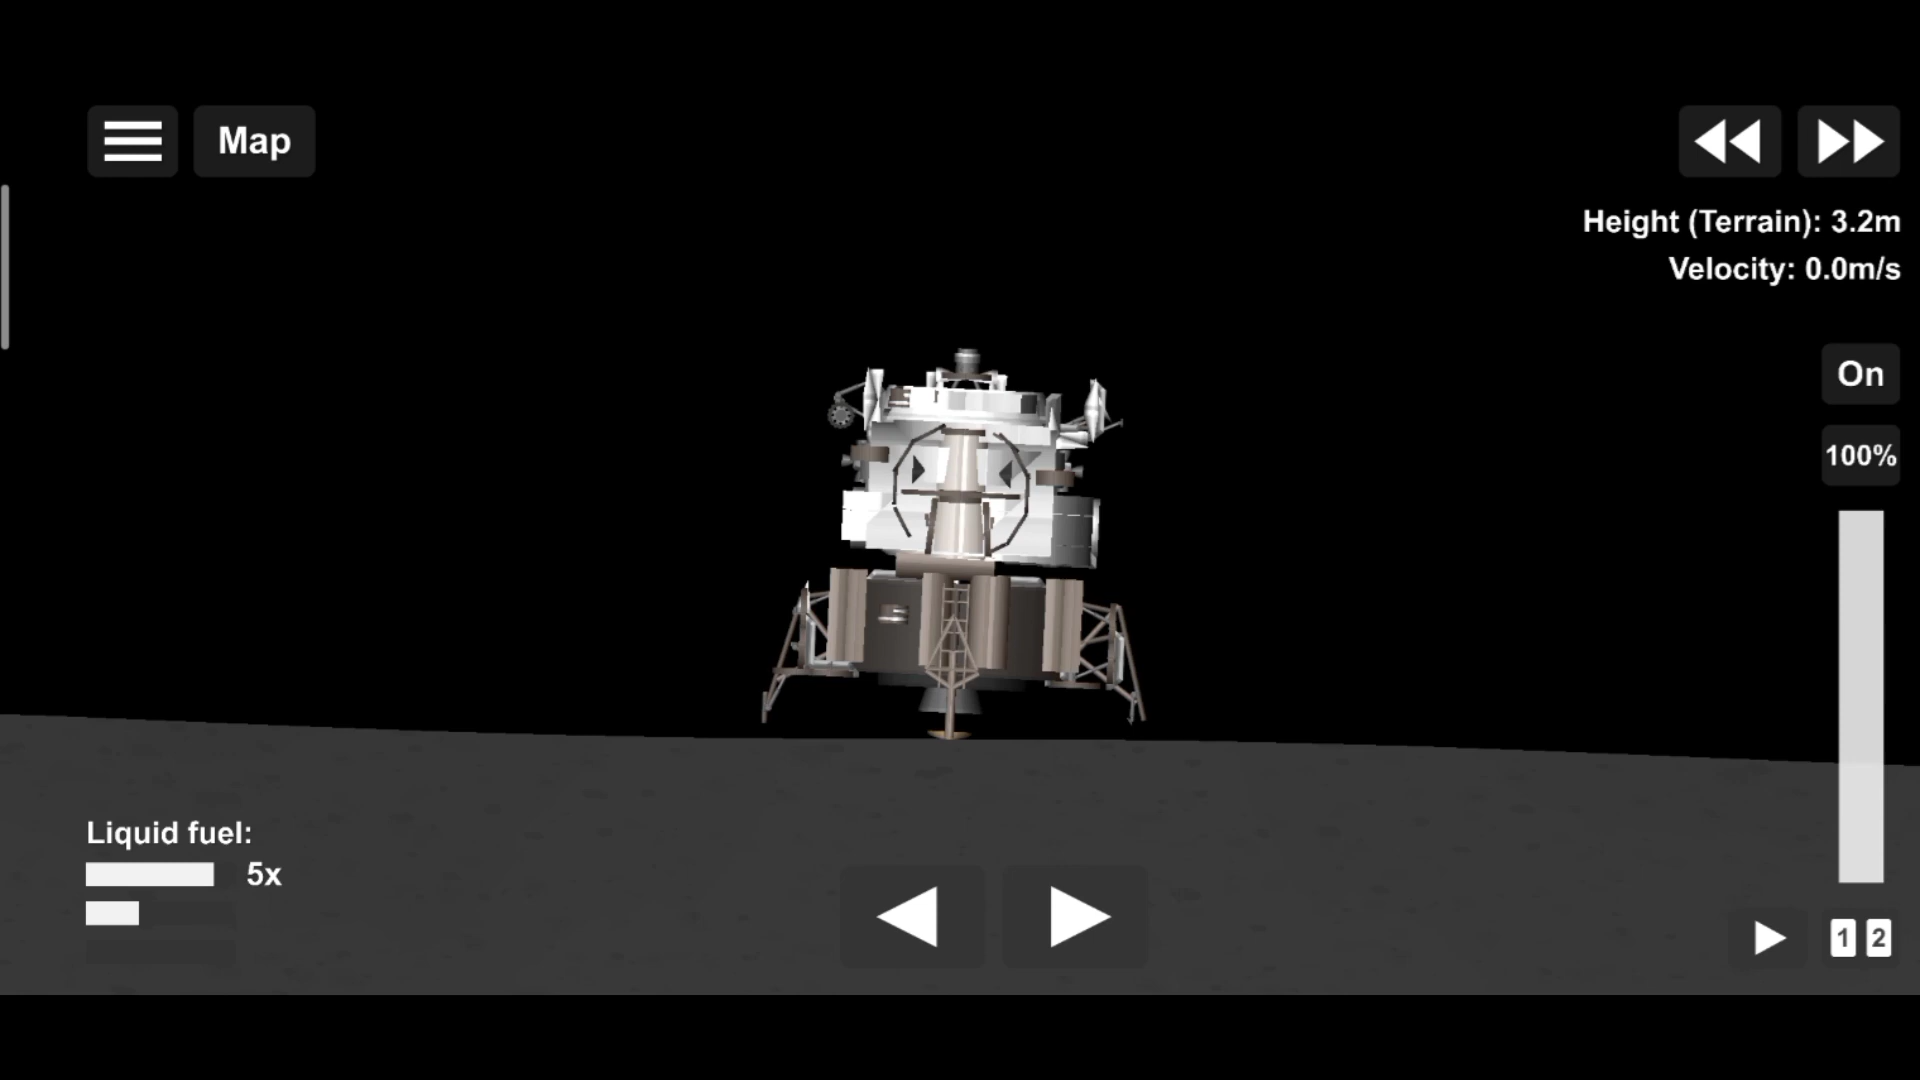 Map
Height (Terrain): 3.2m
Velocity: 0.0m/s
On
100%
Liquid fuel:
5x
1 2